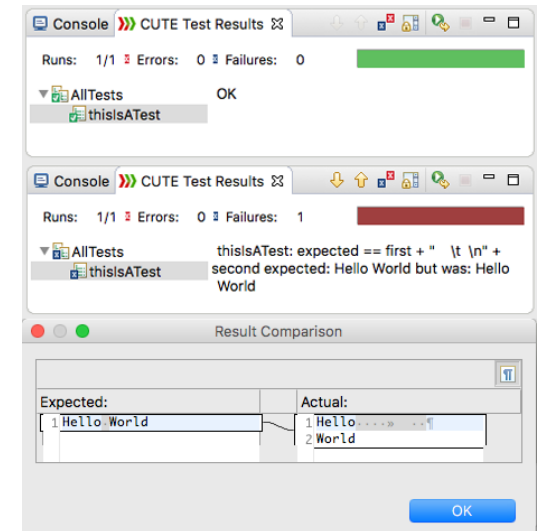 Console CUTE Test Results
Runs: 1/1 Errors: 0 Failures: 0
AllTests OK
thisIsATest
Console CUTE Test Results
Runs: 1/1 Errors: 0 Failures: 1
AllTests thisIsATest: expected == first + "   \t  \n" +
thisIsATest second expected: Hello World but was: Hello
World
Result Comparison
Expected: Actual:
1 Hello·World 1 Hello····»  ··¶
2 World
OK